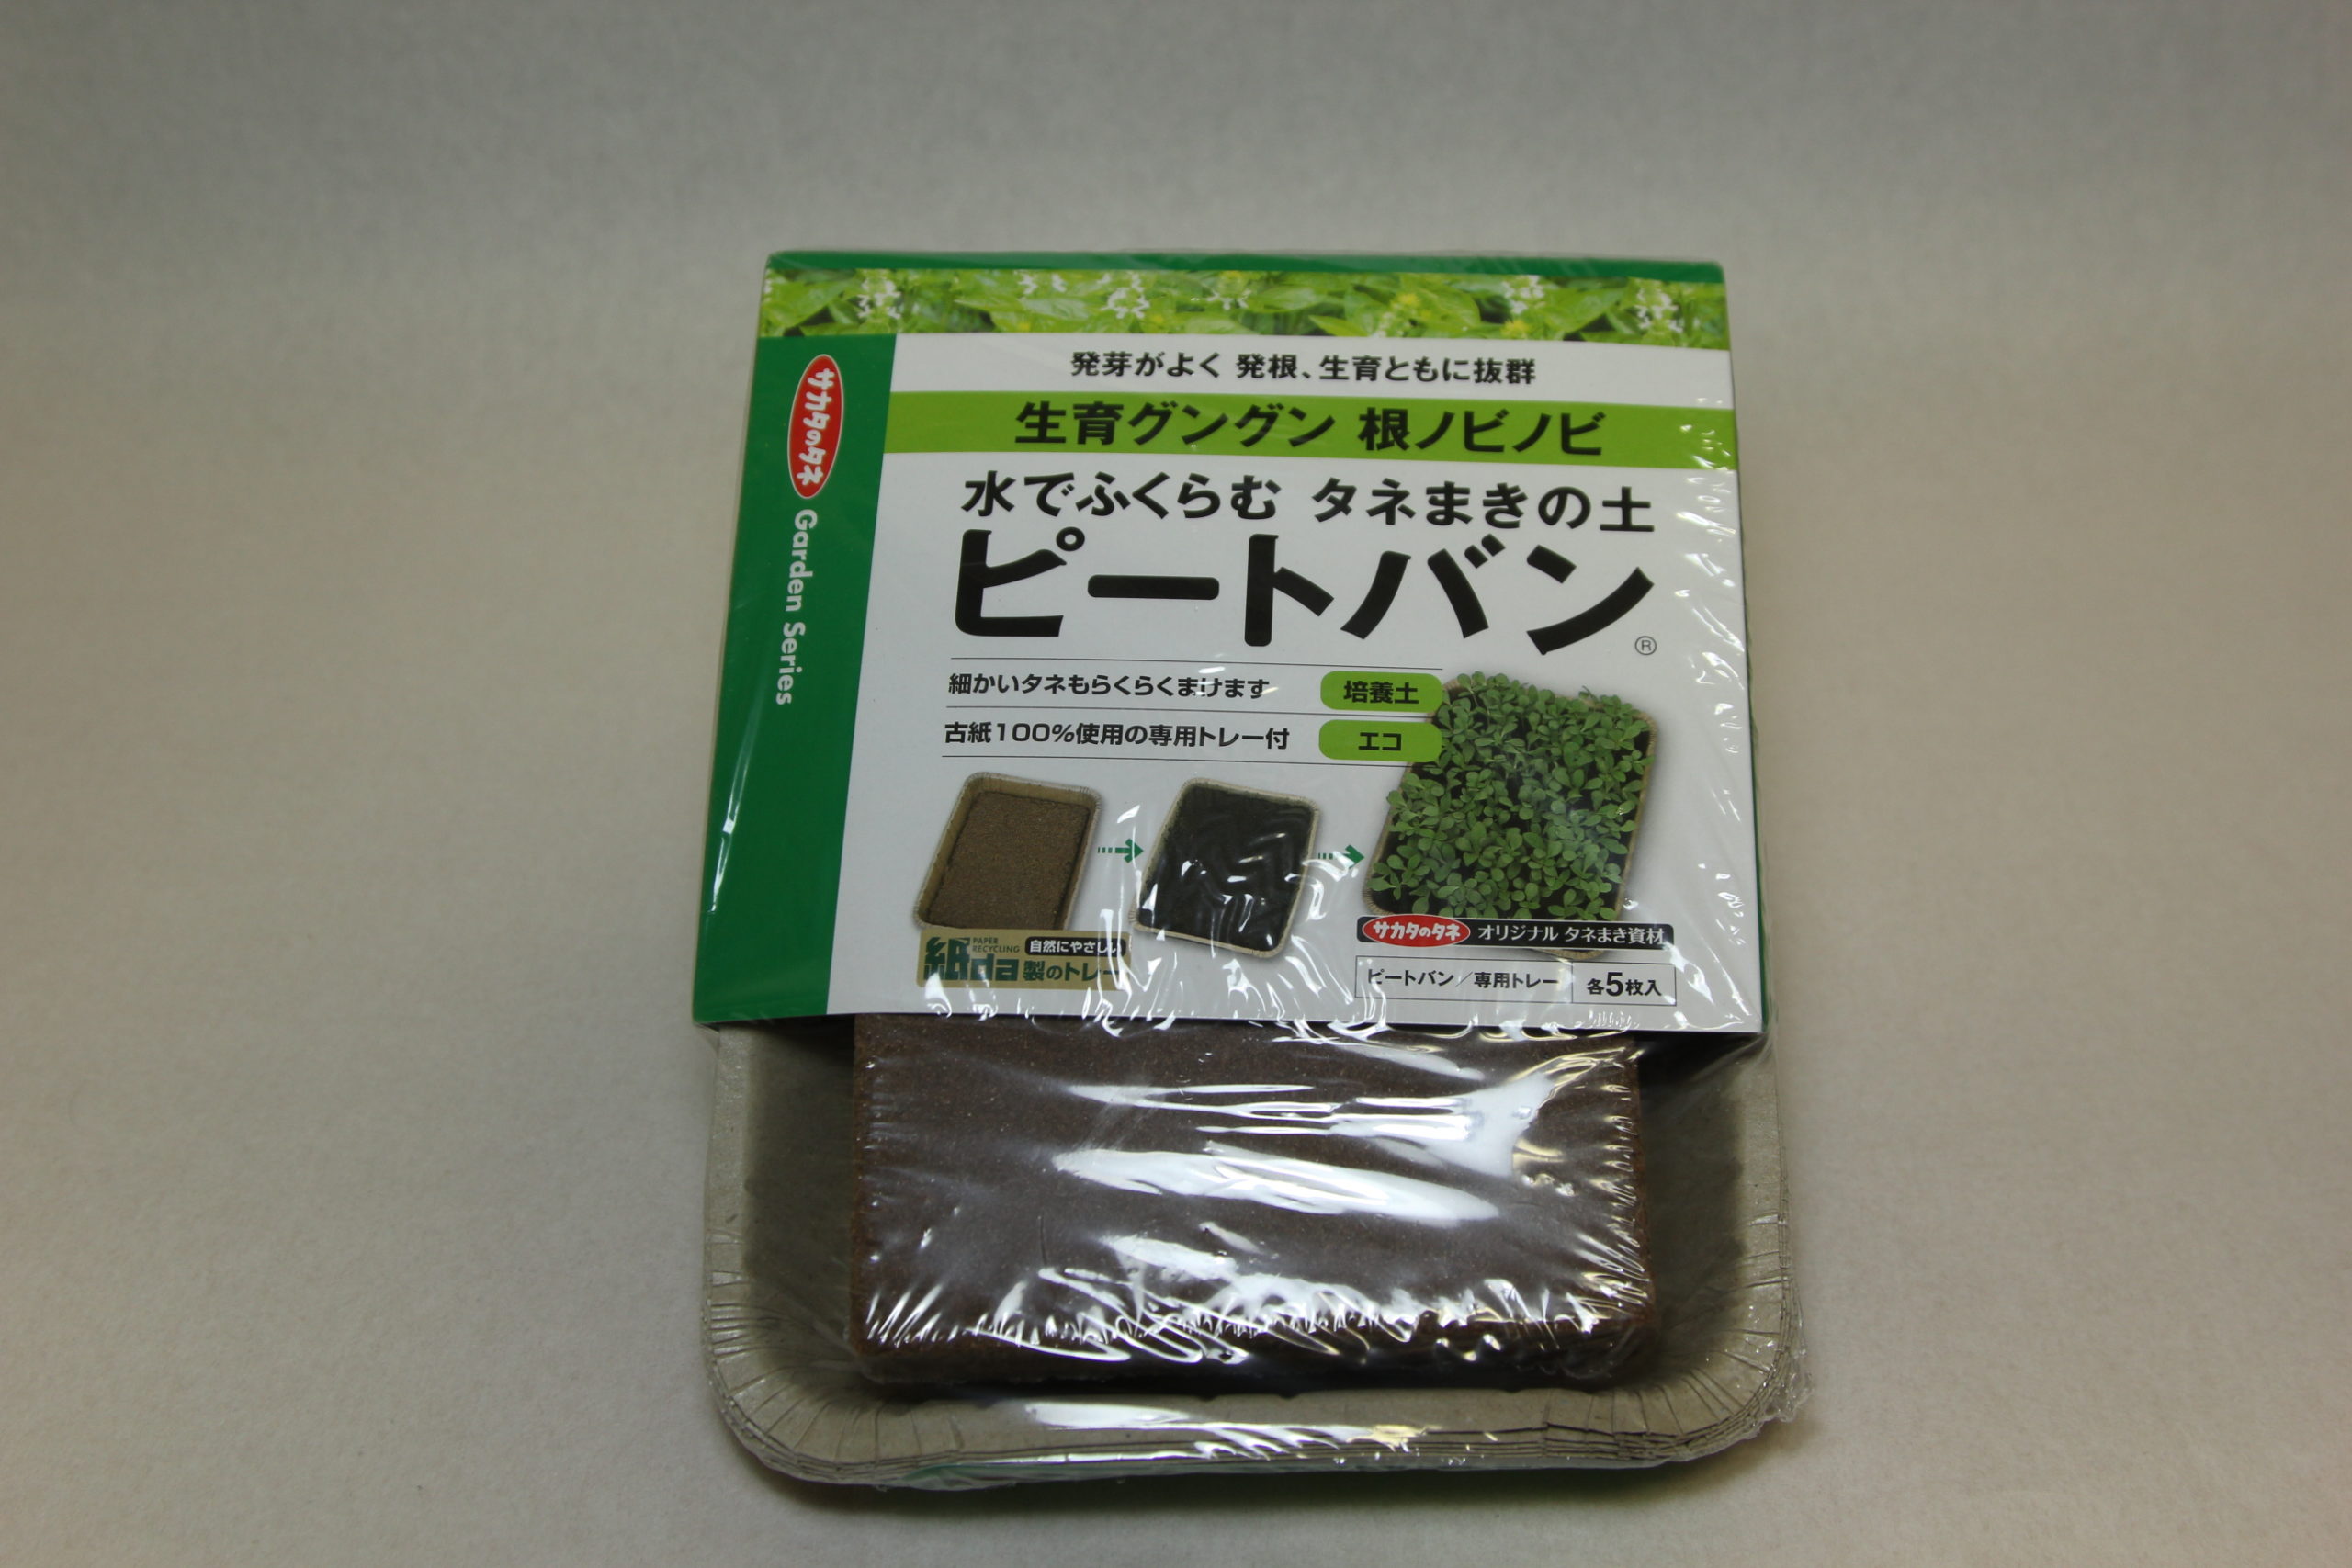 発芽がよく 発根、生育ともに抜群
生育グングン 根ノビノビ
水でふくらむ タネまきの土
ピートバン®
サカタのタネ Garden Series
細かいタネもらくらくまけます 培養土
古紙100%使用の専用トレー付 エコ
紙da PAPER RECYCLING 自然にやさしい
製のトレー
サカタのタネ オリジナル タネまき資材
ピートバン/専用トレー 各5枚入